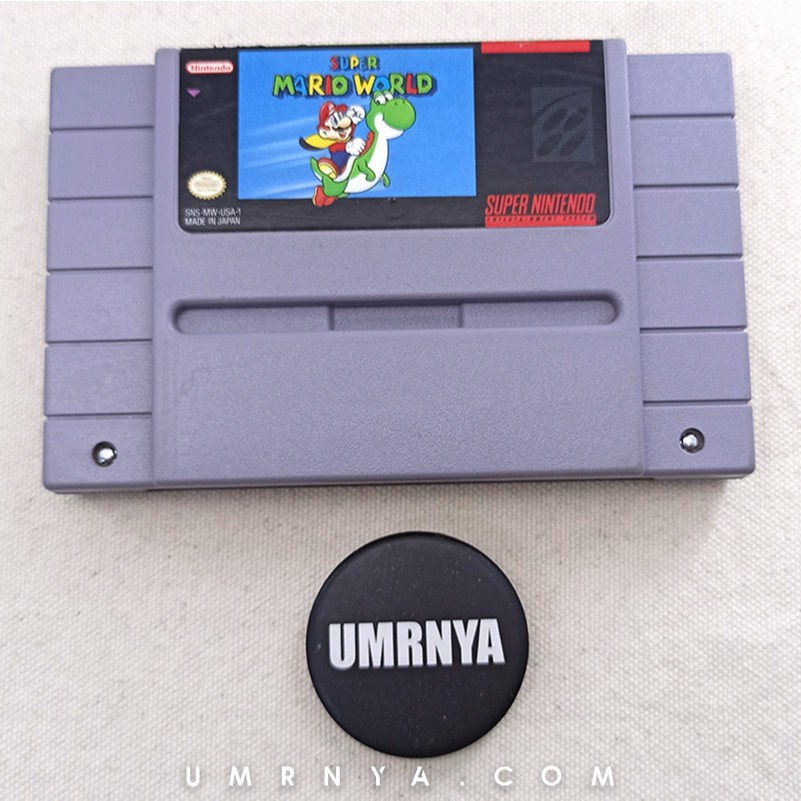 Nintendo
SUPER
MARIO WORLD
SNS-MW-USA-1
MADE IN JAPAN
SUPER NINTENDO
ENTERTAINMENT SYSTEM
UMRNYA
UMRNYA.COM